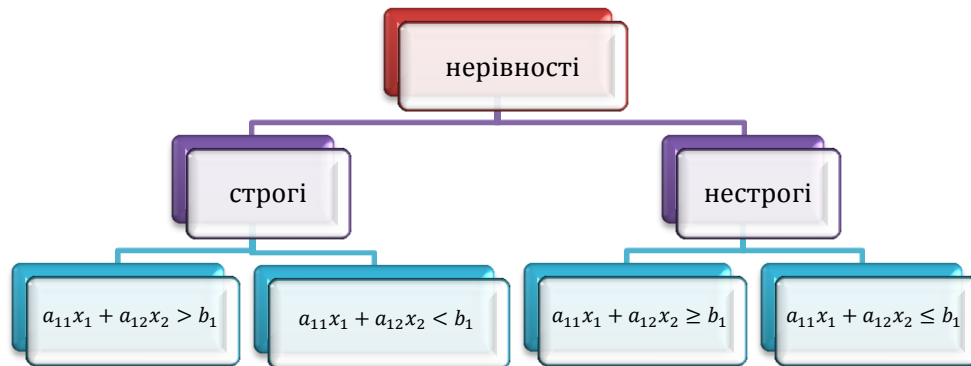 нерівності
строгі
нестрогі
a₁₁x₁ + a₁₂x₂ > b₁
a₁₁x₁ + a₁₂x₂ < b₁
a₁₁x₁ + a₁₂x₂ ≥ b₁
a₁₁x₁ + a₁₂x₂ ≤ b₁